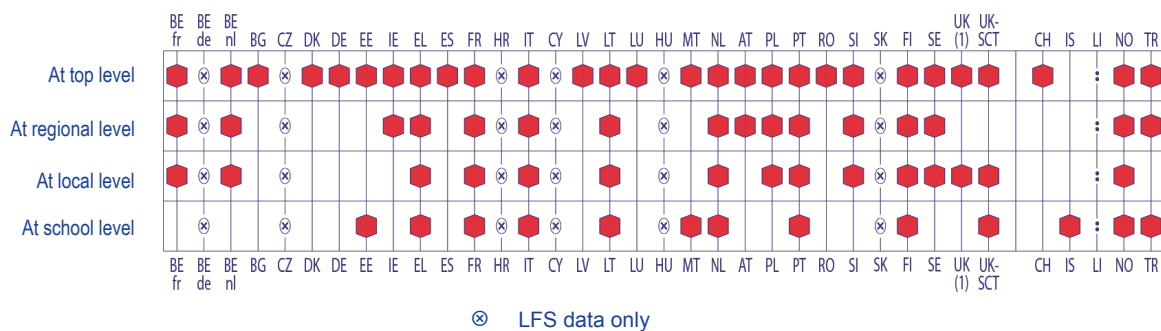 BE BE BE UK UK-
fr de nl BG CZ DK DE EE IE EL ES FR HR IT CY LV LT LU HU MT NL AT PL PT RO SI SK FI SE (1) SCT CH IS LI NO TR
At top level
:
At regional level
:
At local level
:
At school level
:
BE BE BE BG CZ DK DE EE IE EL ES FR HR IT CY LV LT LU HU MT NL AT PL PT RO SI SK FI SE UK UK- CH IS LI NO TR
fr de nl (1) SCT
⊗ LFS data only